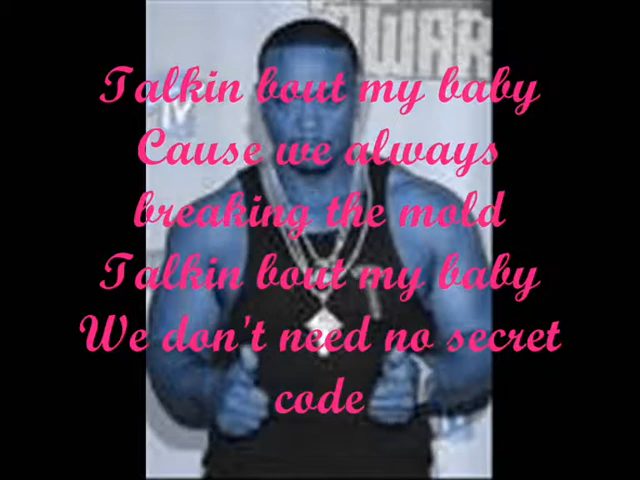 WAR
Talkin bout my baby
Cause we always
breaking the mold
Talkin bout my baby
We don't need no secret
code